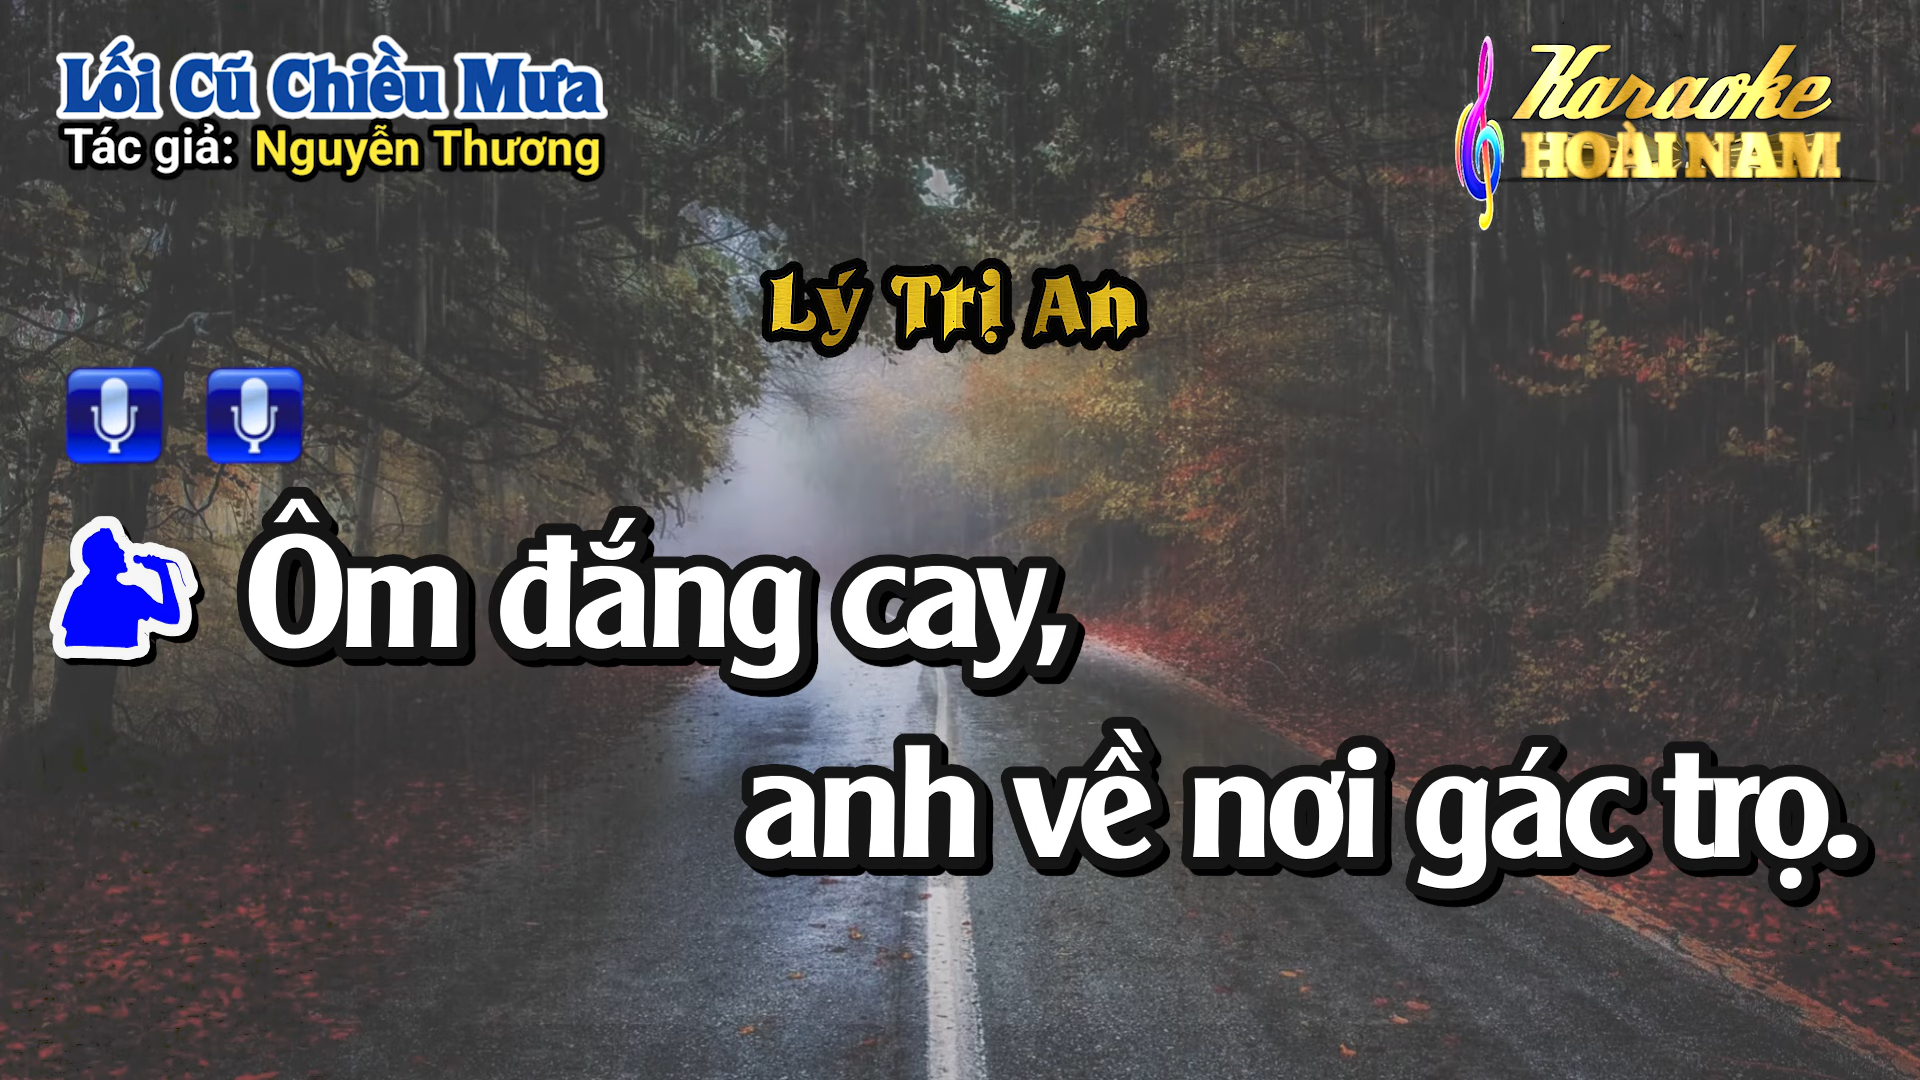 Lối Cũ Chiều Mưa
Tác giả: Nguyễn Thương
Karaoke
HOÀI NAM
Lý Trị An
Ôm đắng cay,
anh về nơi gác trọ.